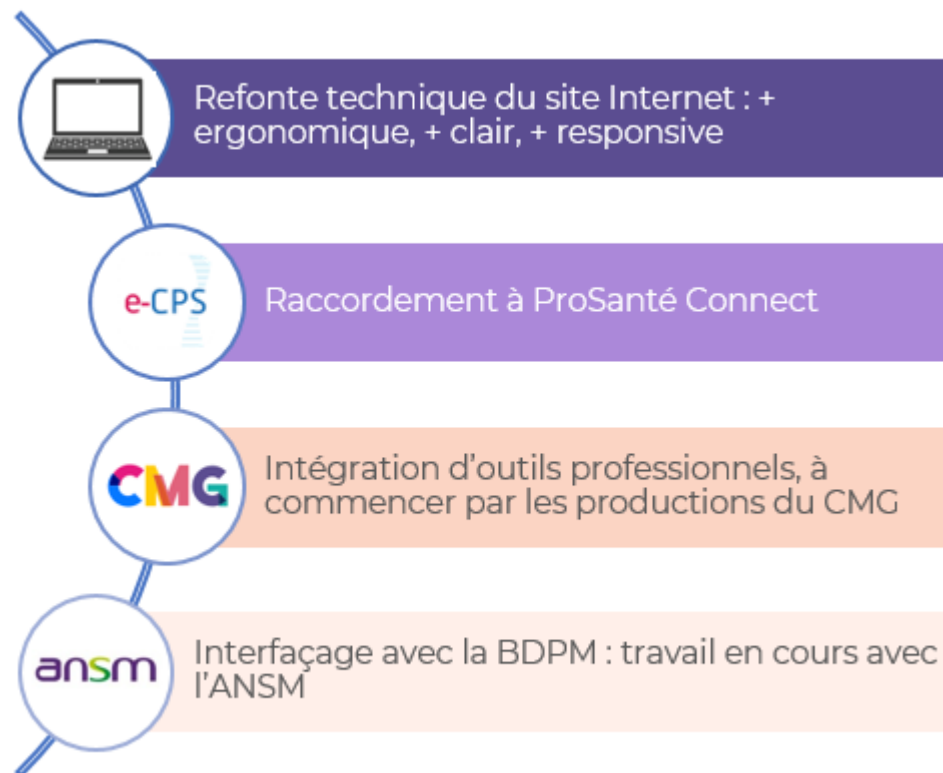 Refonte technique du site Internet : +
ergonomique, + clair, + responsive
e-CPS
Raccordement à ProSanté Connect
CMG
Intégration d'outils professionnels, à
commencer par les productions du CMG
ansm
Interfaçage avec la BDPM : travail en cours avec
l'ANSM